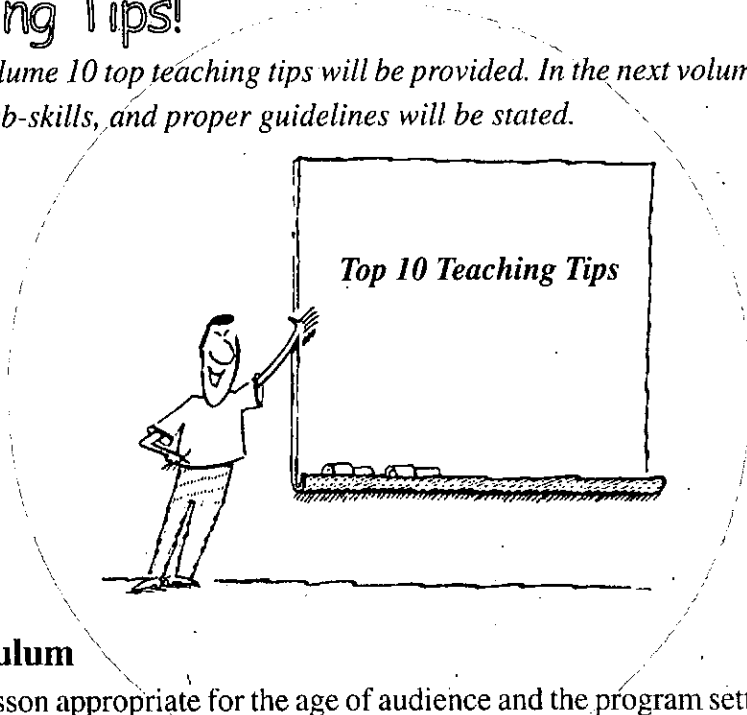 ng Tips!
lume 10 top teaching tips will be provided. In the next volum
b-skills, and proper guidelines will be stated.
Top 10 Teaching Tips
ulum
sson appropriate for the age of audience and the program sett